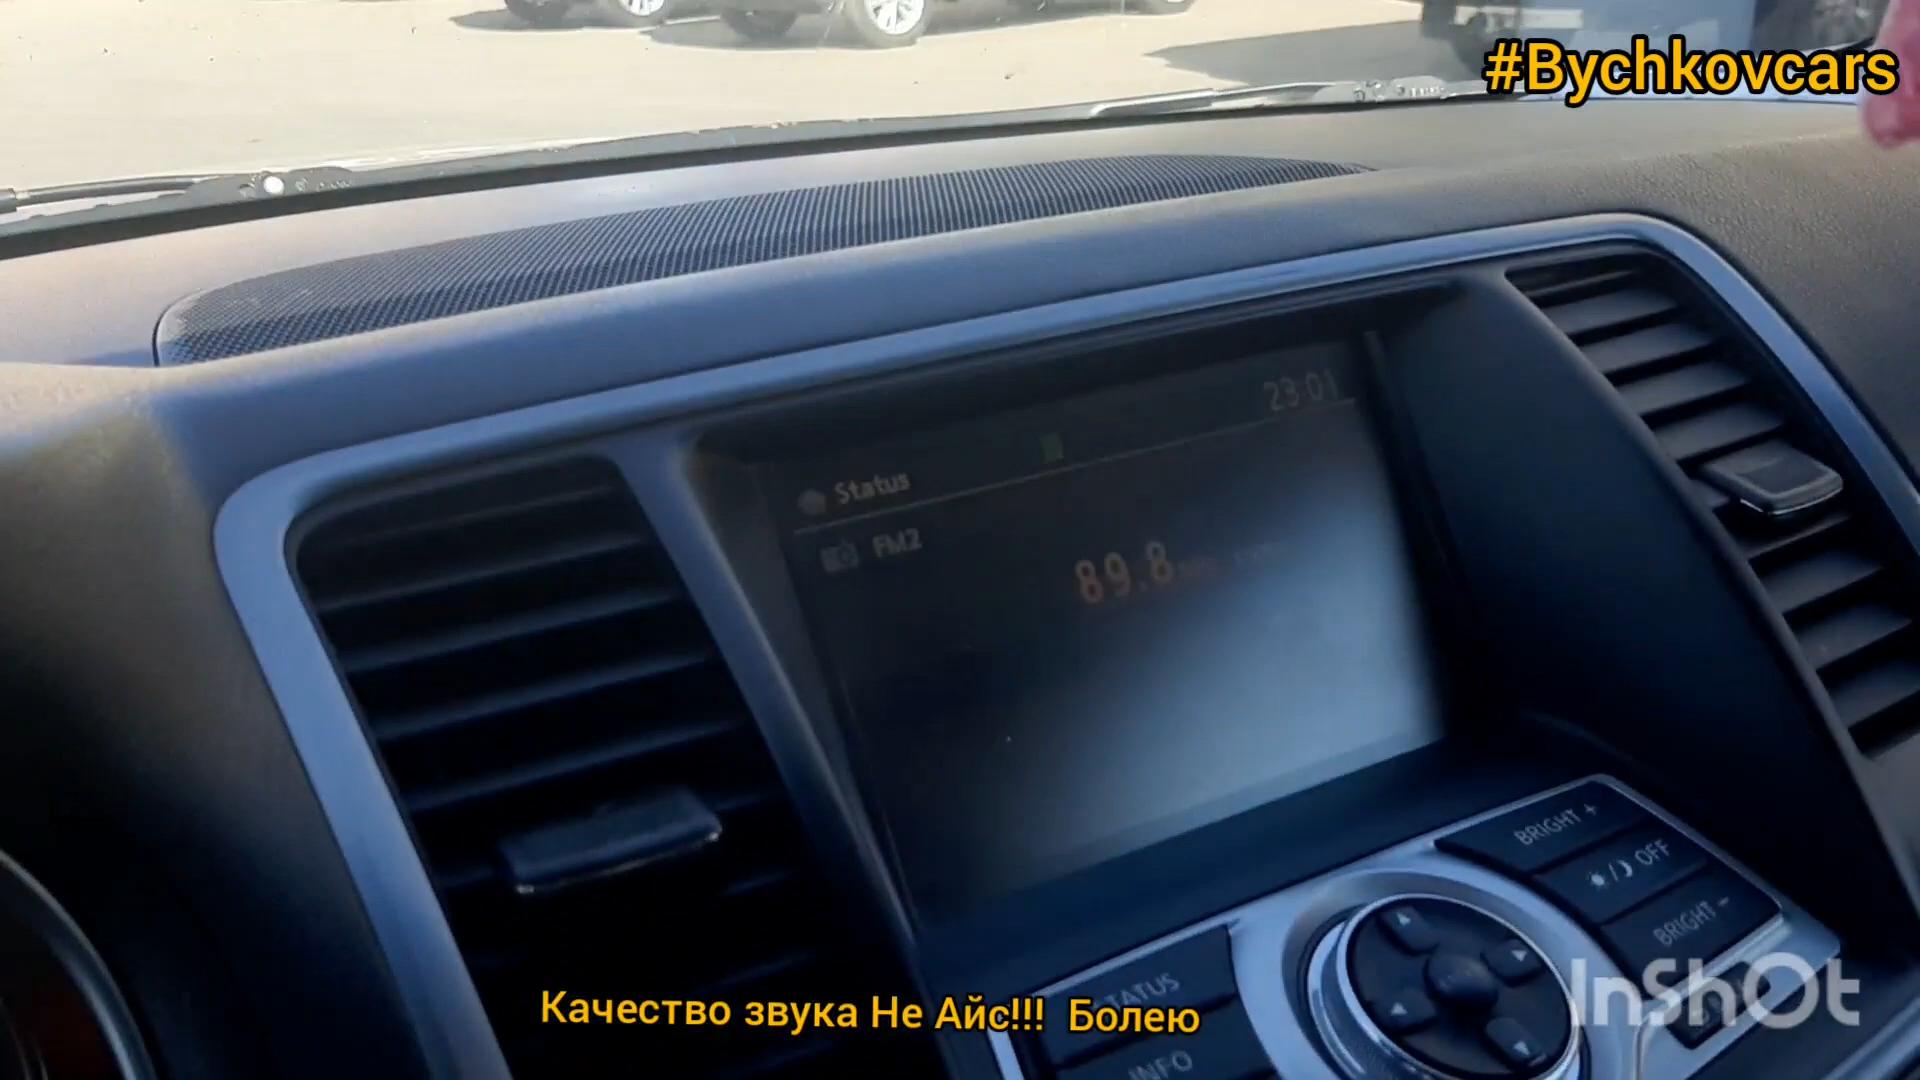 #Bychkovcars
23:01
Status
FM2
89.8
BRIGHT +
OFF
BRIGHT -
STATUS
INFO
InShOt
Качество звука Не Айс!!! Болею